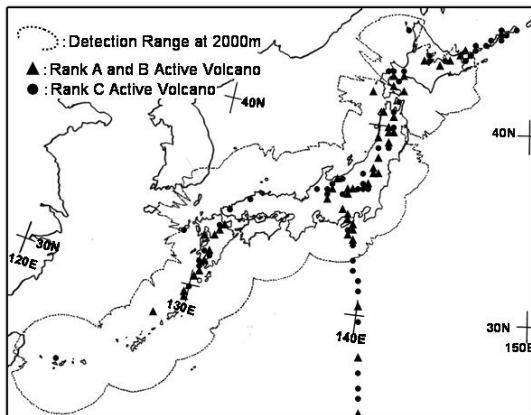 : Detection Range at 2000m
: Rank A and B Active Volcano
: Rank C Active Volcano
40N
40N
30N
120E
130E
140E
30N
150E